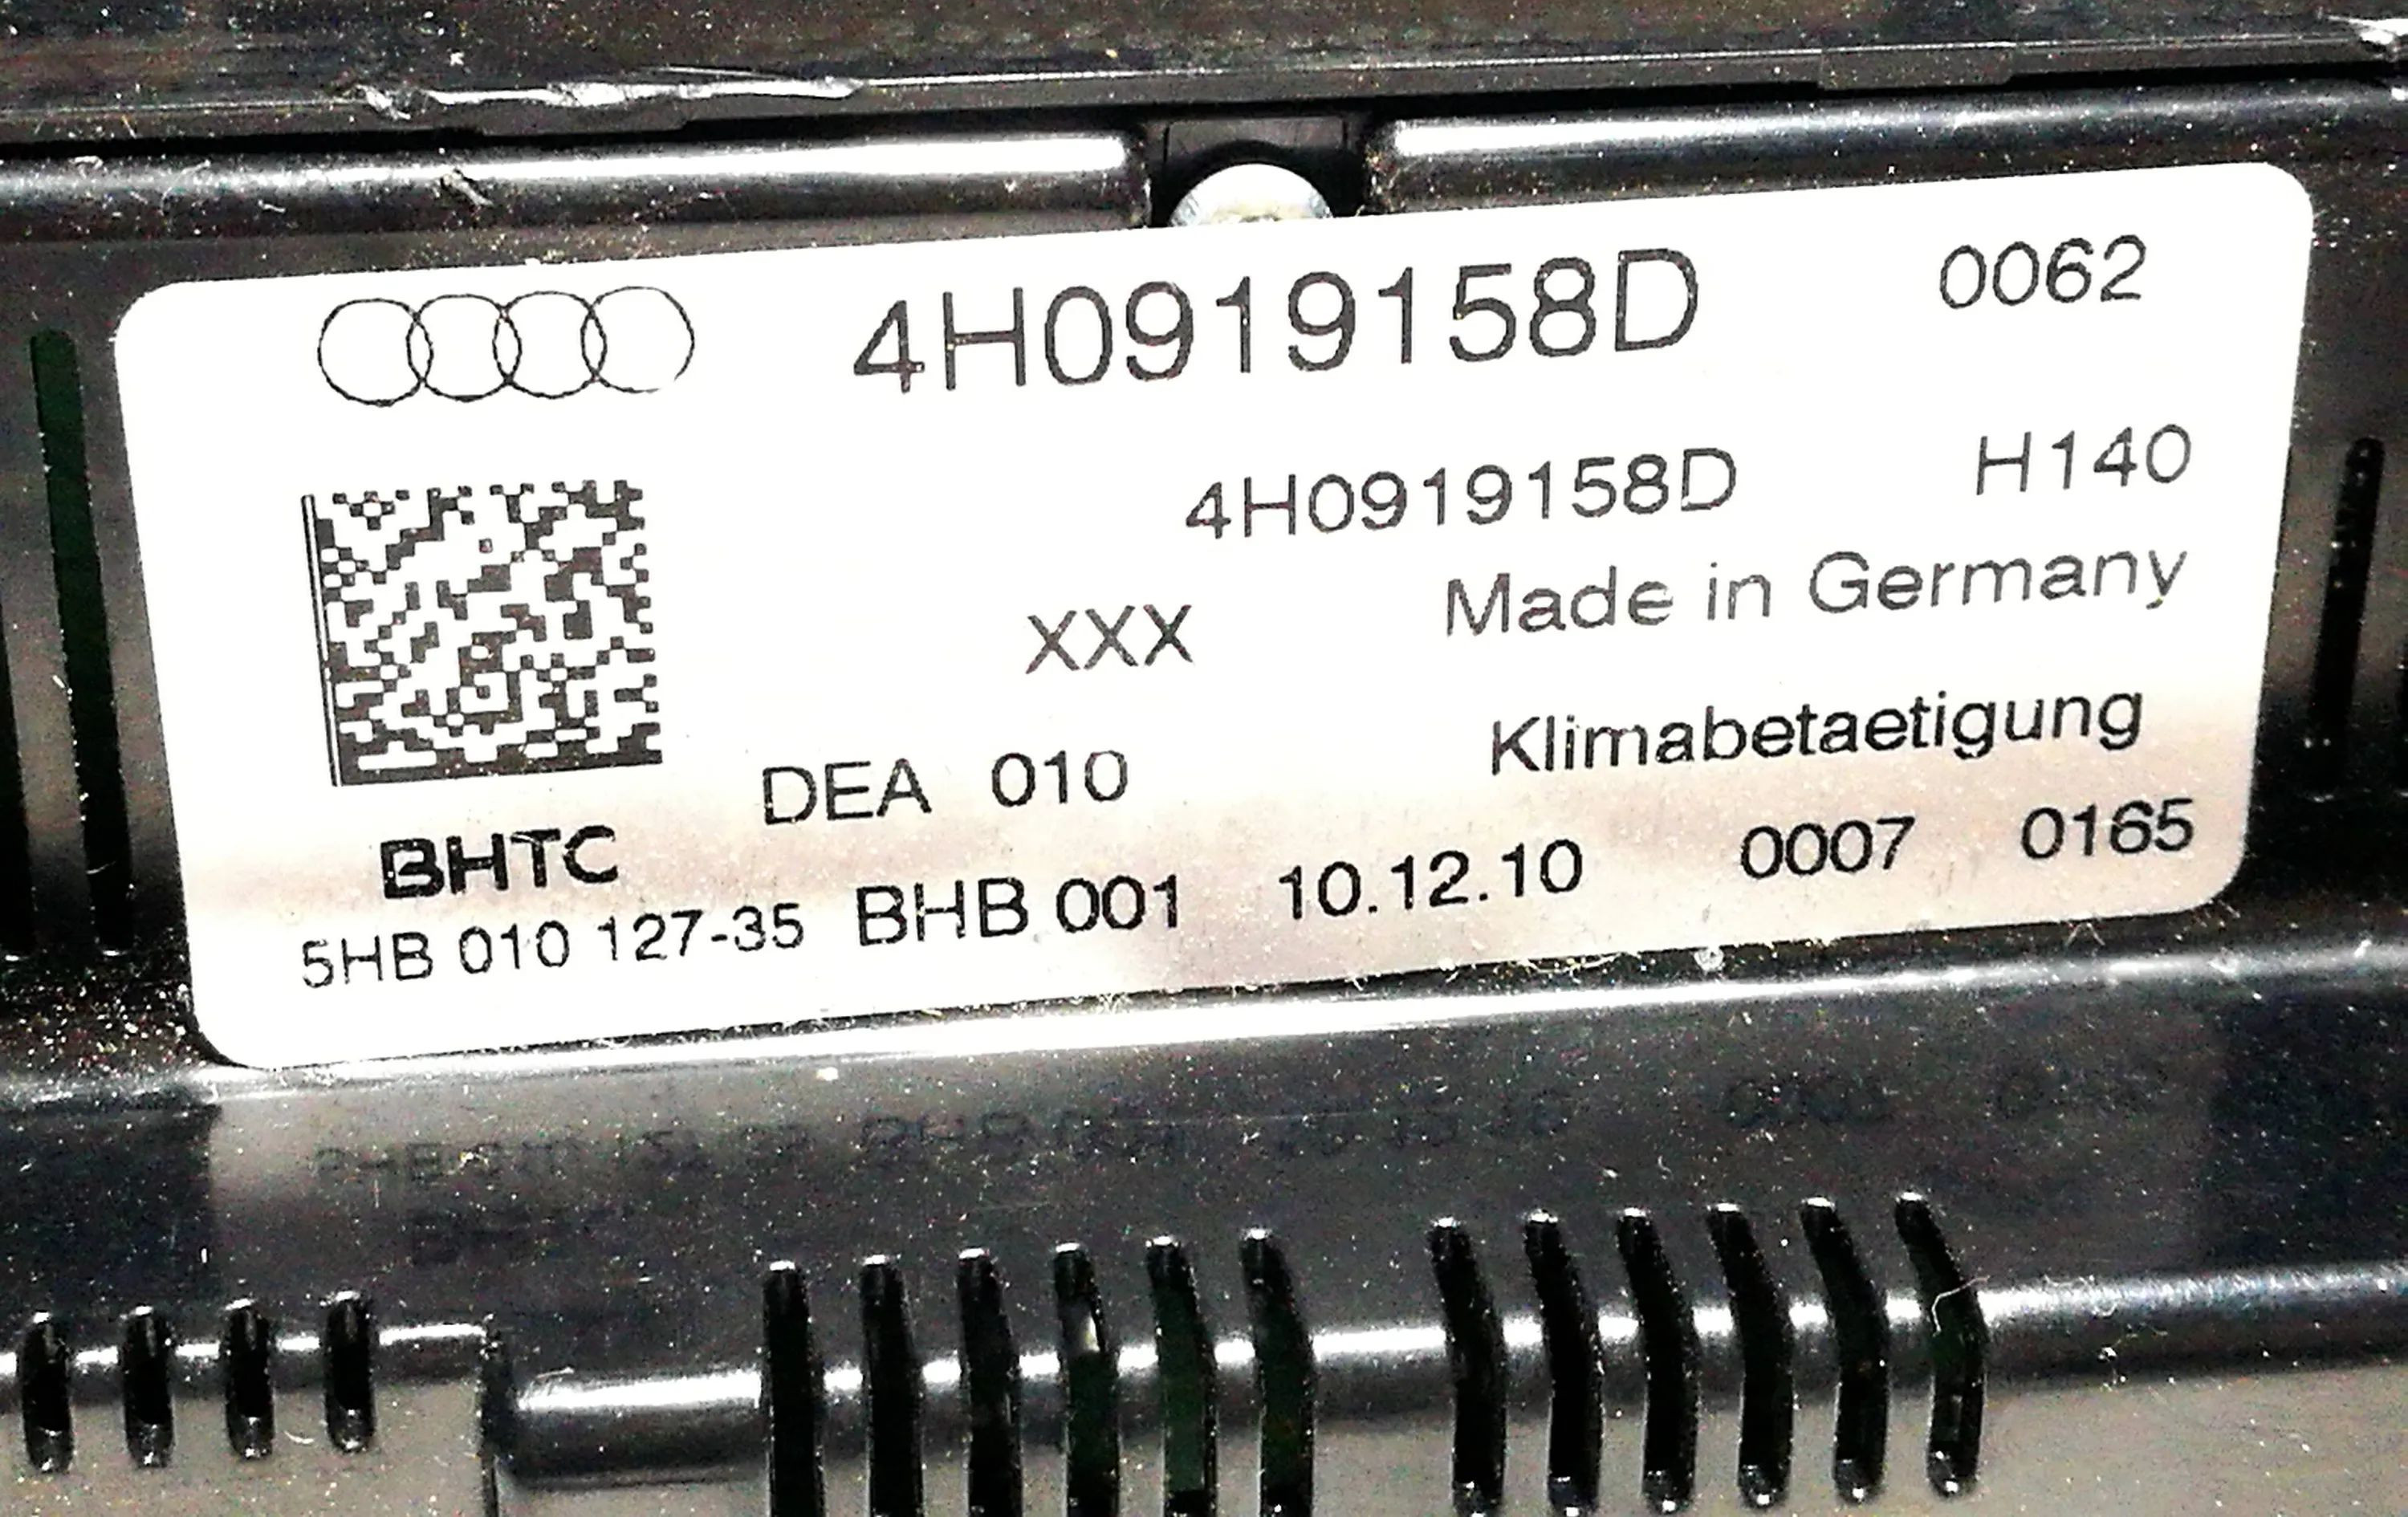 4H0919158D 0062
4H0919158D H140
XXX Made in Germany
DEA 010 Klimabetaetigung
BHTC
5HB 010 127-35 BHB 001 10.12.10 0007 0165